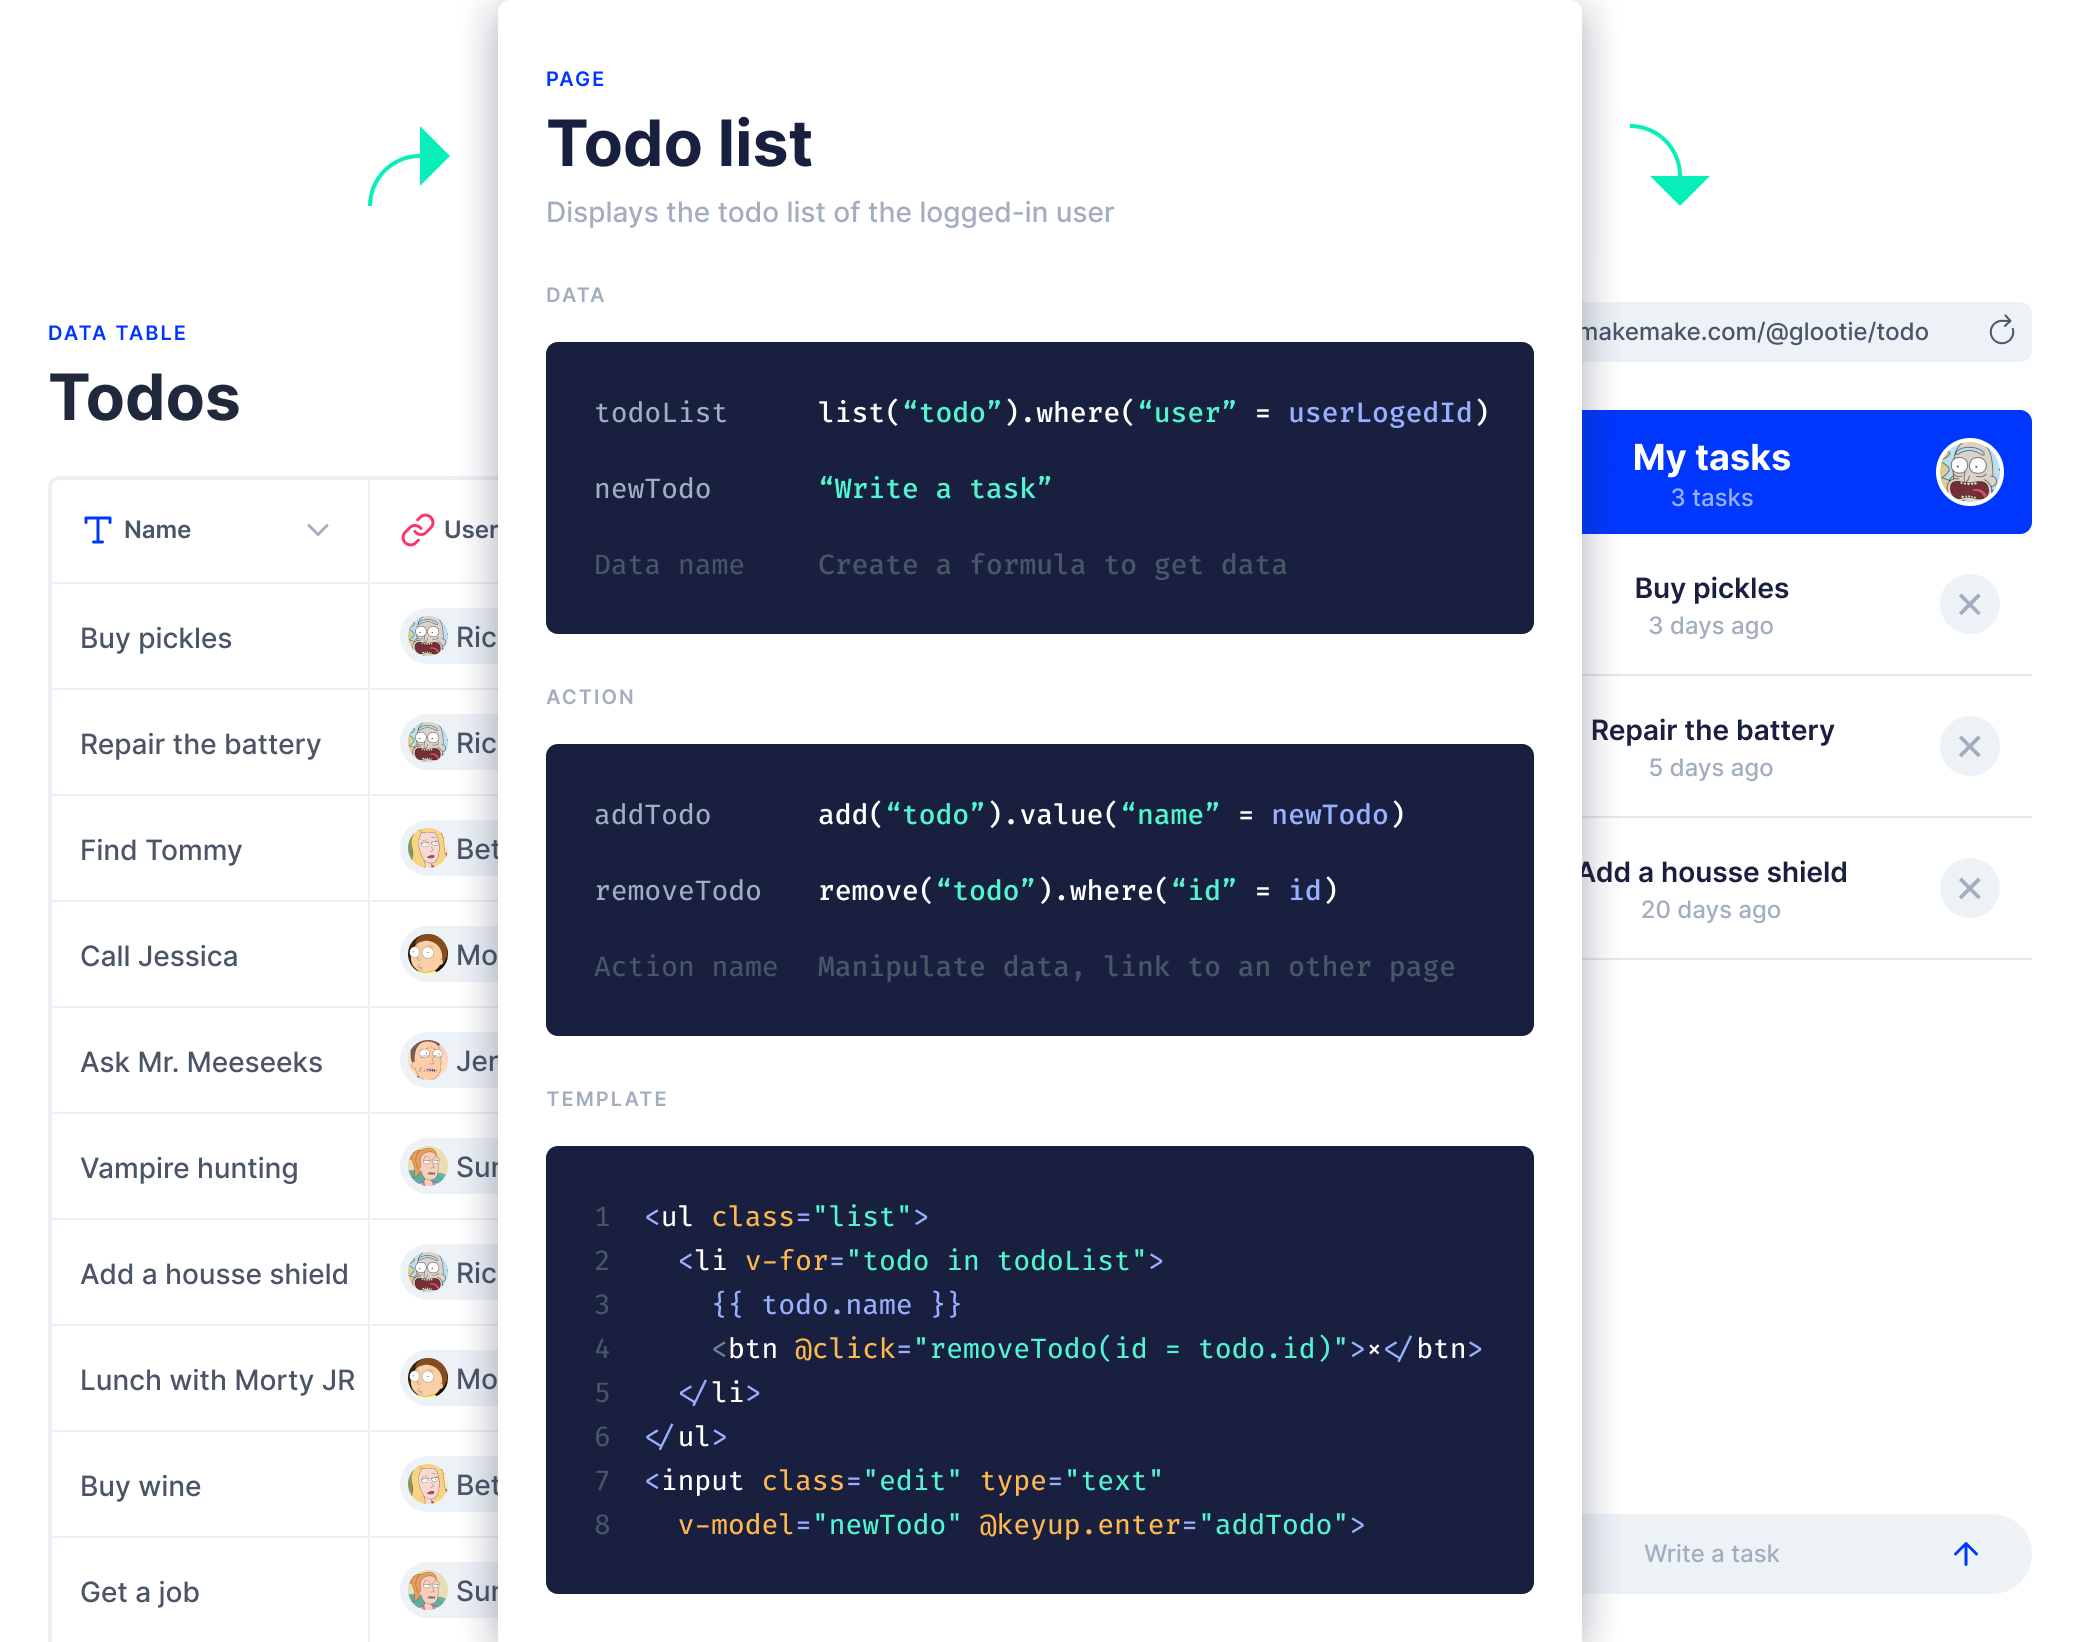 DATA TABLE
Todos
Name
User
Buy pickles
Ric
Repair the battery
Ric
Find Tommy
Bet
Call Jessica
Mo
Ask Mr. Meeseeks
Jer
Vampire hunting
Sum
Add a housse shield
Ric
Lunch with Morty JR
Mo
Buy wine
Bet
Get a job
Sum
PAGE
Todo list
Displays the todo list of the logged-in user
DATA
todoList list(“todo”).where(“user” = userLogedId)
newTodo “Write a task”
Data name Create a formula to get data
ACTION
addTodo add(“todo”).value(“name” = newTodo)
removeTodo remove(“todo”).where(“id” = id)
Action name Manipulate data, link to an other page
TEMPLATE
1 <ul class="list">
2 <li v-for="todo in todoList">
3 {{ todo.name }}
4 <btn @click="removeTodo(id = todo.id)">×</btn>
5 </li>
6 </ul>
7 <input class="edit" type="text"
8 v-model="newTodo" @keyup.enter="addTodo">
makemake.com/@glootie/todo
My tasks
3 tasks
Buy pickles
3 days ago
Repair the battery
5 days ago
Add a housse shield
20 days ago
Write a task